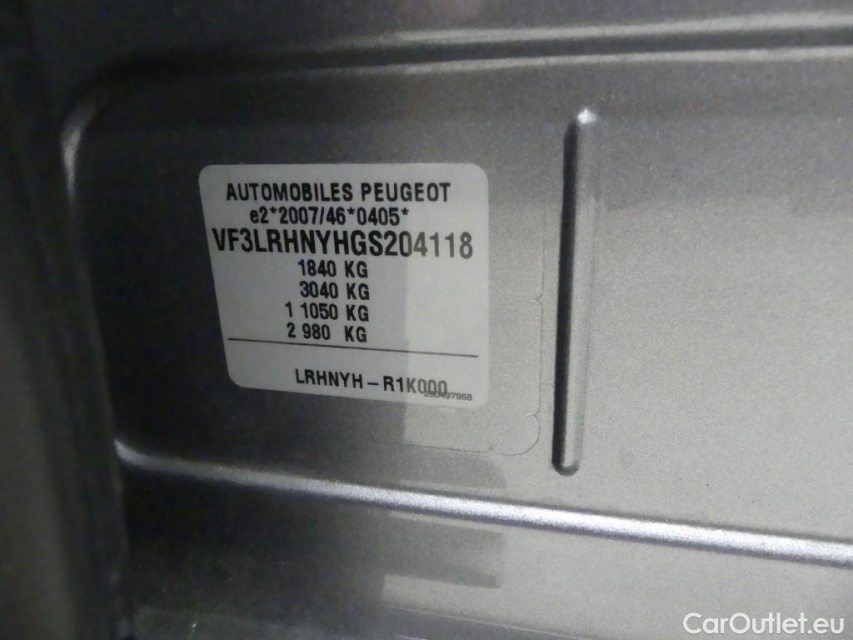 AUTOMOBILES PEUGEOT
e2*2007/46*0405*
VF3LRHNYHGS204118
1840 KG
3040 KG
1 1050 KG
2 980 KG
LRHNYH-R1K000
CarOutlet.eu